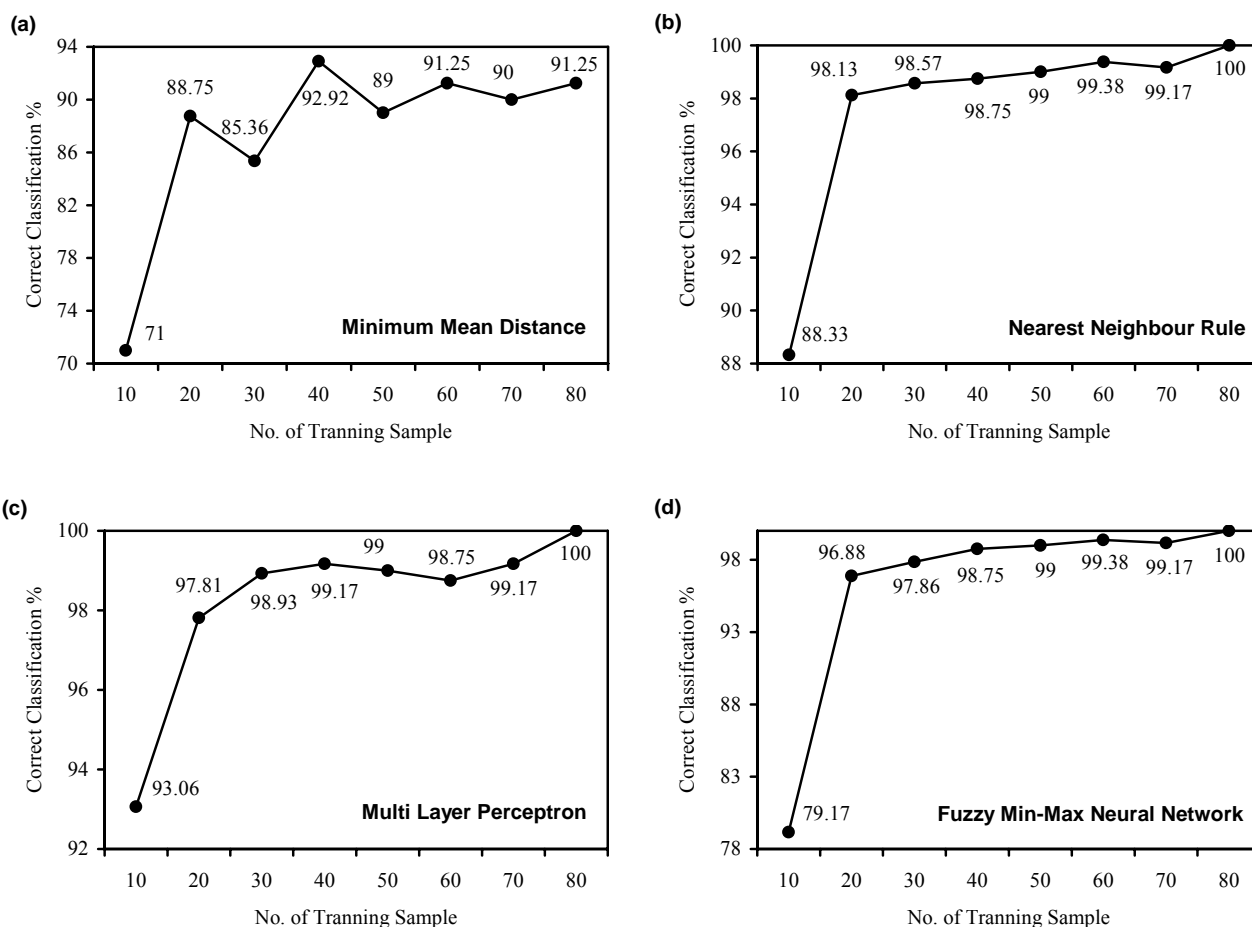 (a)
94
90
86
82
78
74
70
Correct Classification %
71
88.75
85.36
92.92
89
91.25
90
91.25
Minimum Mean Distance
10 20 30 40 50 60 70 80
No. of Tranning Sample
(b)
100
98
96
94
92
90
88
Correct Classification %
88.33
98.13
98.57
98.75
99
99.38
99.17
100
Nearest Neighbour Rule
10 20 30 40 50 60 70 80
No. of Tranning Sample
(c)
100
98
96
94
92
Correct Classification %
93.06
97.81
98.93
99.17
99
98.75
99.17
100
Multi Layer Perceptron
10 20 30 40 50 60 70 80
No. of Tranning Sample
(d)
98
93
88
83
78
Correct Classification %
79.17
96.88
97.86
98.75
99
99.38
99.17
100
Fuzzy Min-Max Neural Network
10 20 30 40 50 60 70 80
No. of Tranning Sample